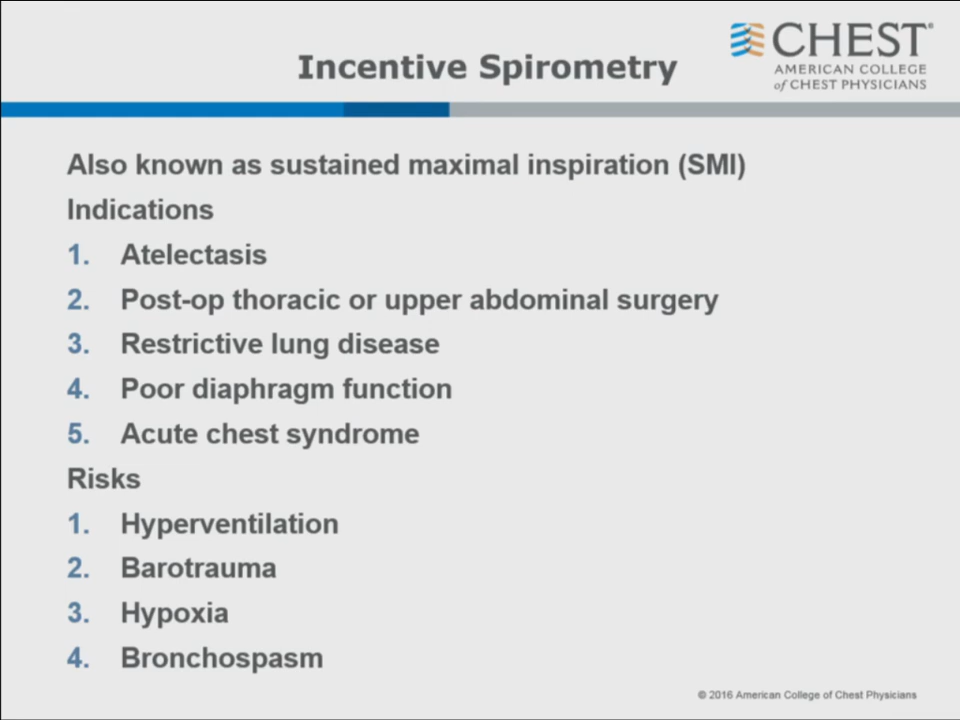 CHEST®
AMERICAN COLLEGE
of CHEST PHYSICIANS
Incentive Spirometry
Also known as sustained maximal inspiration (SMI)
Indications
1. Atelectasis
2. Post-op thoracic or upper abdominal surgery
3. Restrictive lung disease
4. Poor diaphragm function
5. Acute chest syndrome
Risks
1. Hyperventilation
2. Barotrauma
3. Hypoxia
4. Bronchospasm
© 2016 American College of Chest Physicians